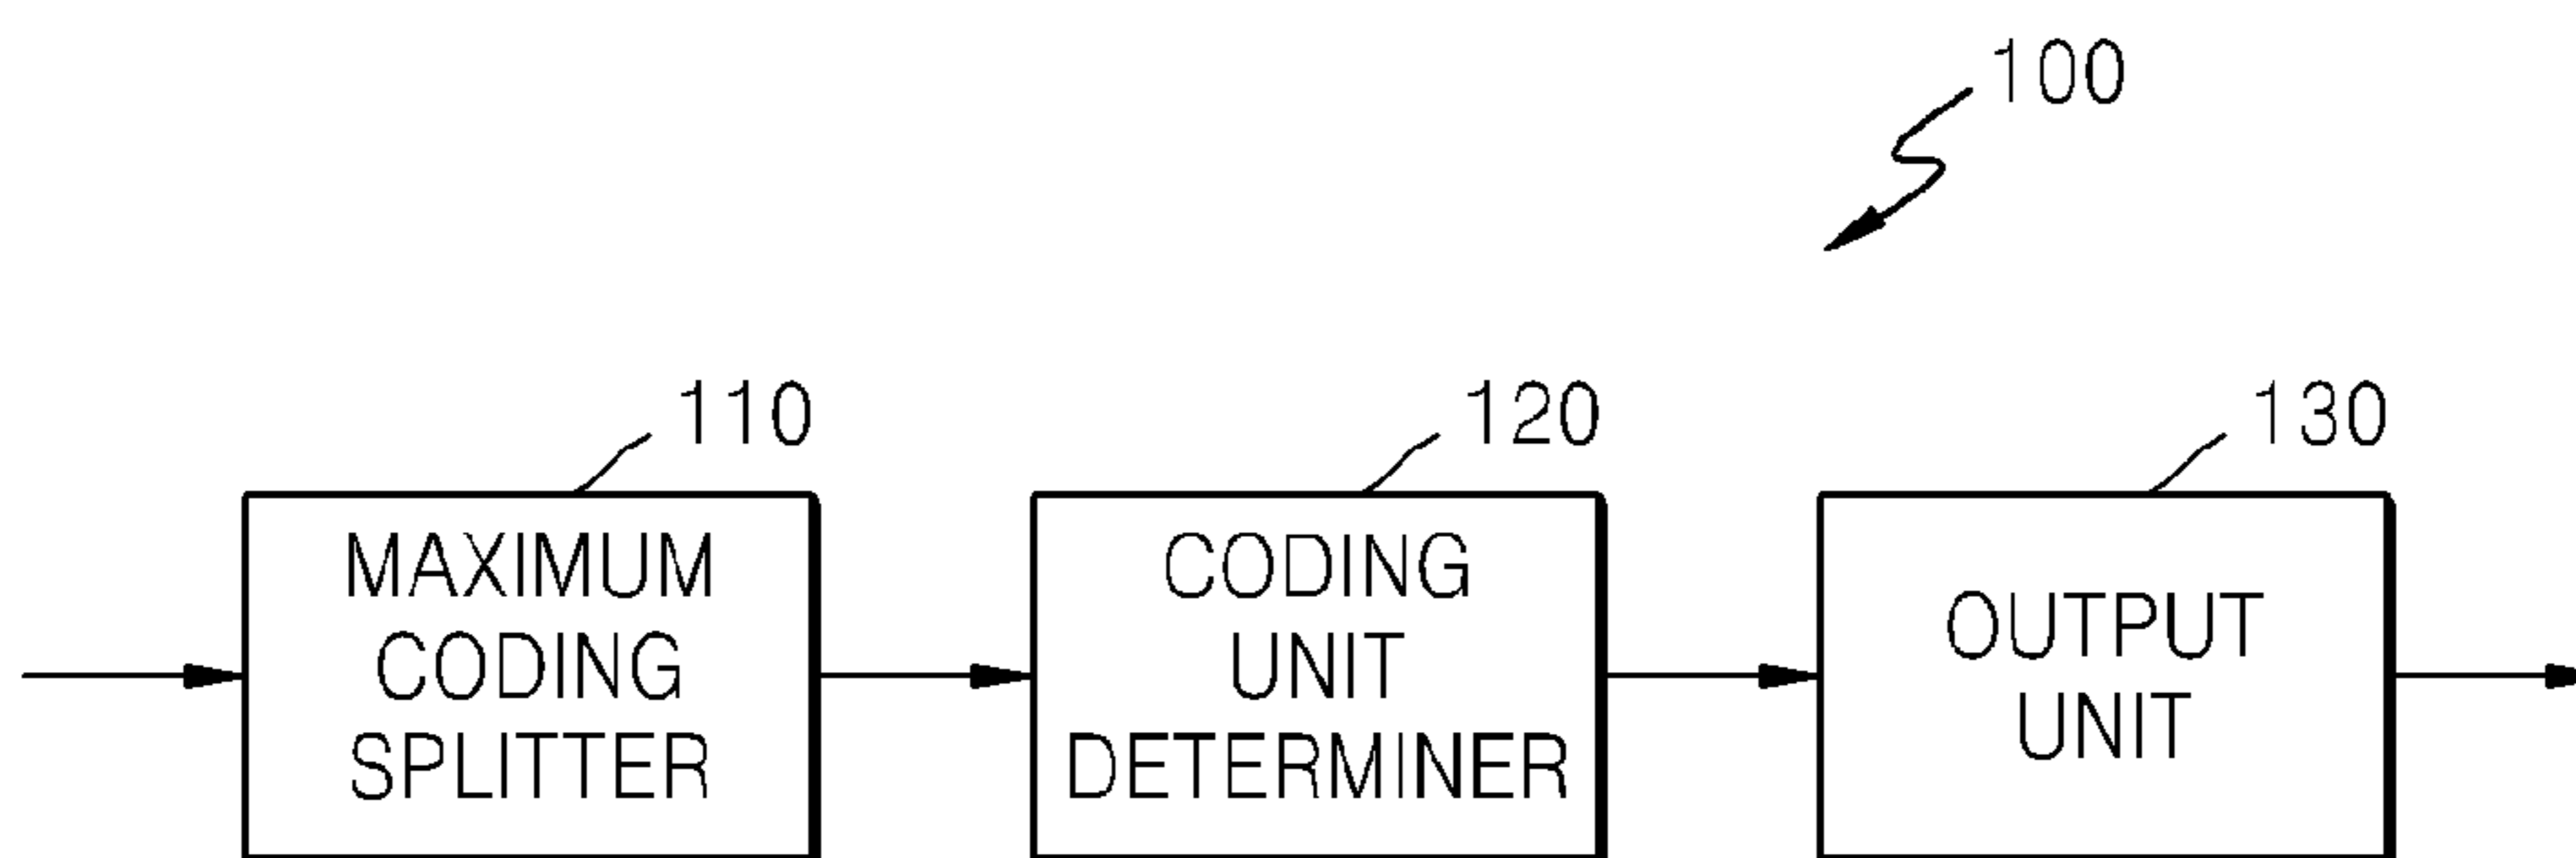 100
110
120
130
MAXIMUM
CODING
SPLITTER
CODING
UNIT
DETERMINER
OUTPUT
UNIT